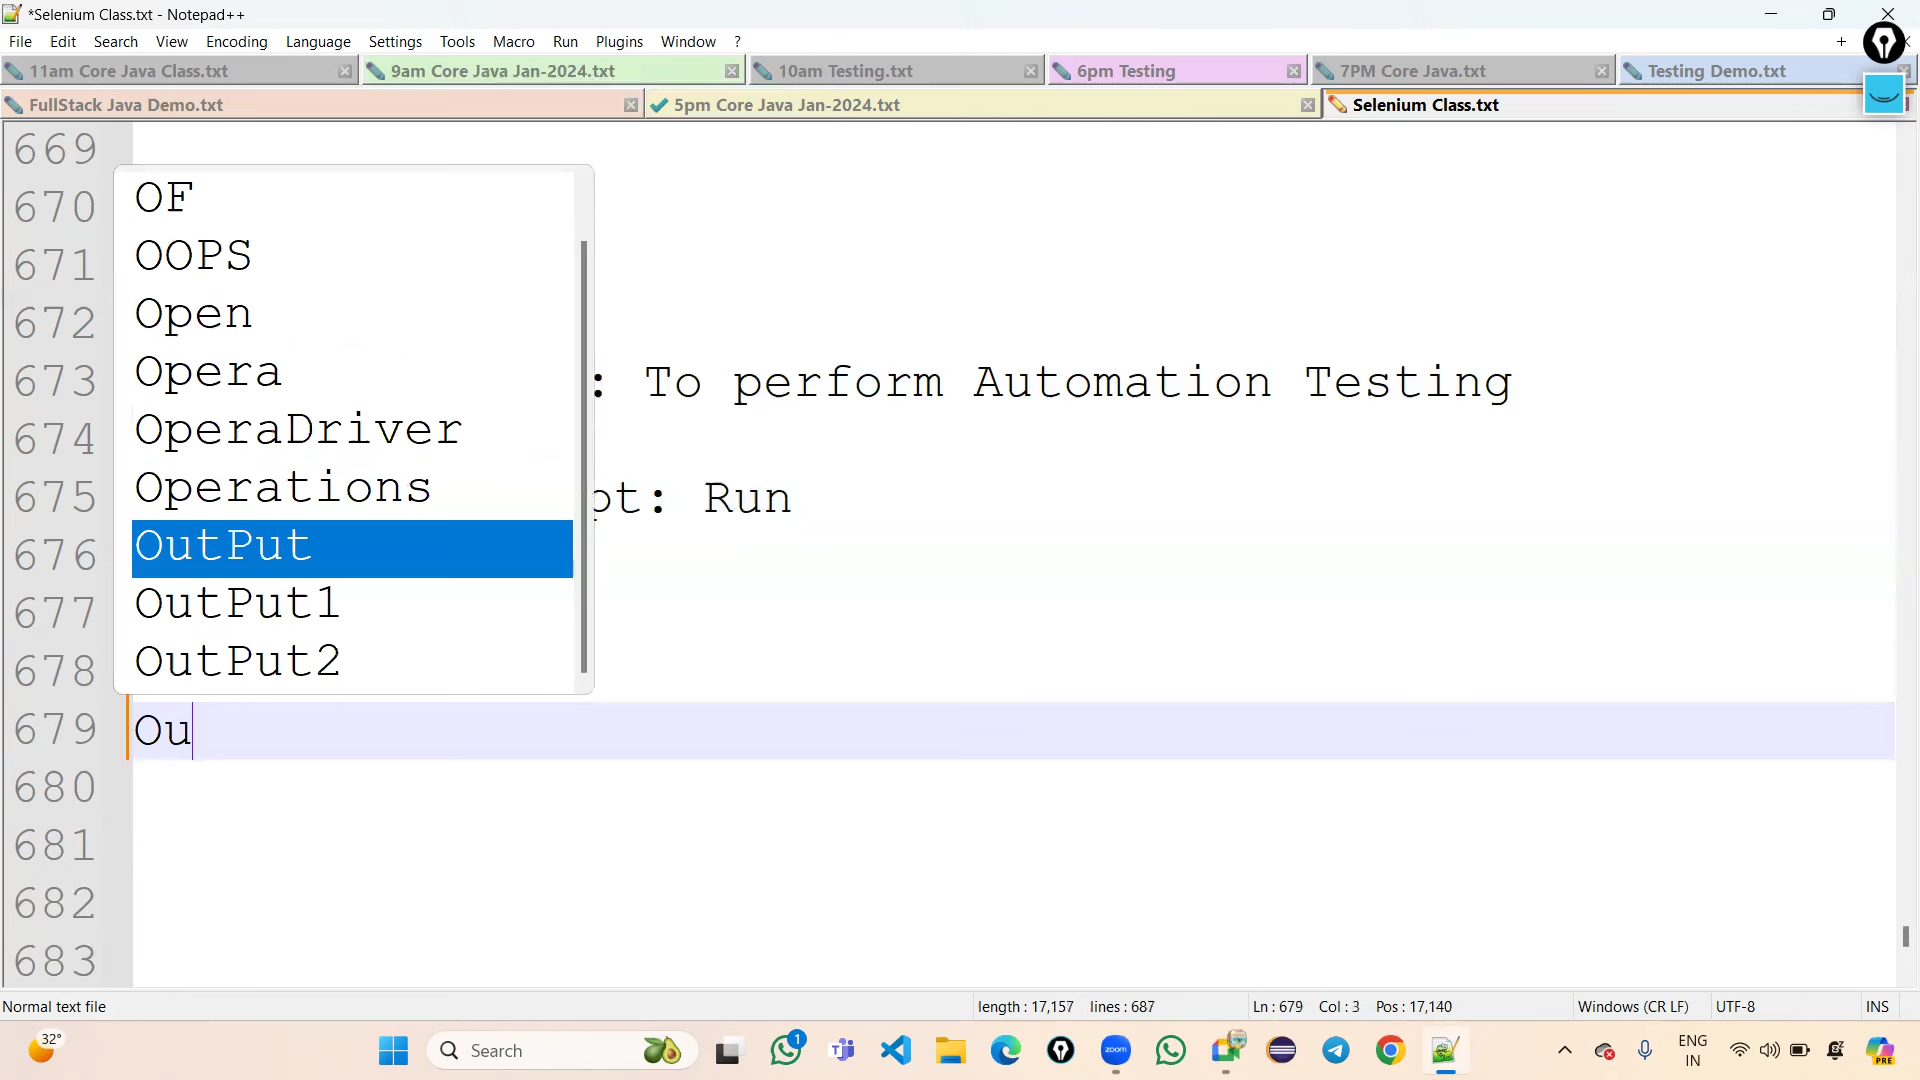 *Selenium Class.txt - Notepad++
File Edit Search View Encoding Language Settings Tools Macro Run Plugins Window ?
11am Core Java Class.txt 9am Core Java Jan-2024.txt 10am Testing.txt 6pm Testing 7PM Core Java.txt Testing Demo.txt
FullStack Java Demo.txt 5pm Core Java Jan-2024.txt Selenium Class.txt
669
670 OF
671 OOPS
672 Open
673 Opera : To perform Automation Testing
674 OperaDriver
675 Operations pt: Run
676 OutPut
677 OutPut1
678 OutPut2
679 Ou
680
681
682
683
Normal text file length : 17,157 lines : 687 Ln : 679 Col : 3 Pos : 17,140 Windows (CR LF) UTF-8 INS
32° Search 1 zoom ENG IN PRE